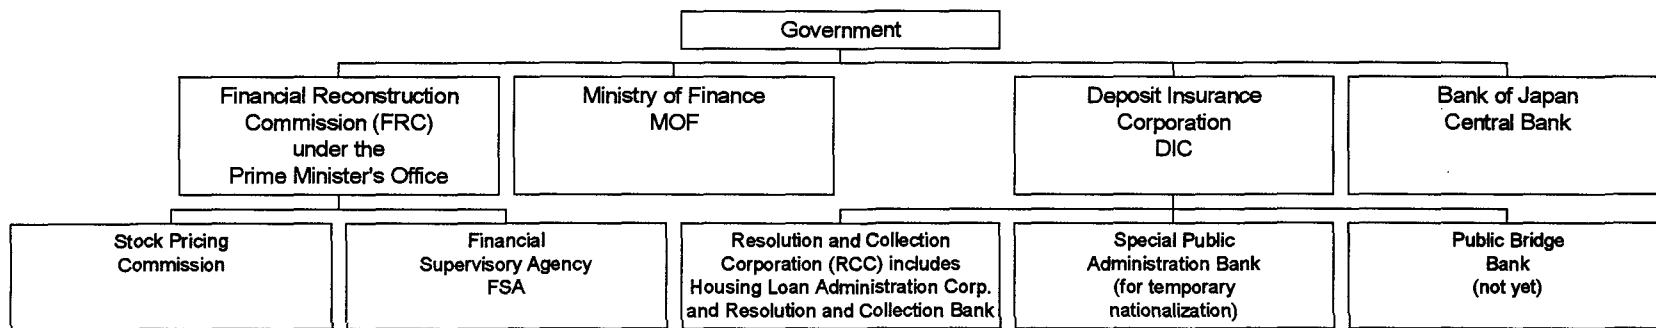 Government
Financial Reconstruction
Commission (FRC)
under the
Prime Minister's Office
Ministry of Finance
MOF
Deposit Insurance
Corporation
DIC
Bank of Japan
Central Bank
Stock Pricing
Commission
Financial
Supervisory Agency
FSA
Resolution and Collection
Corporation (RCC) includes
Housing Loan Administration Corp.
and Resolution and Collection Bank
Special Public
Administration Bank
(for temporary
nationalization)
Public Bridge
Bank
(not yet)